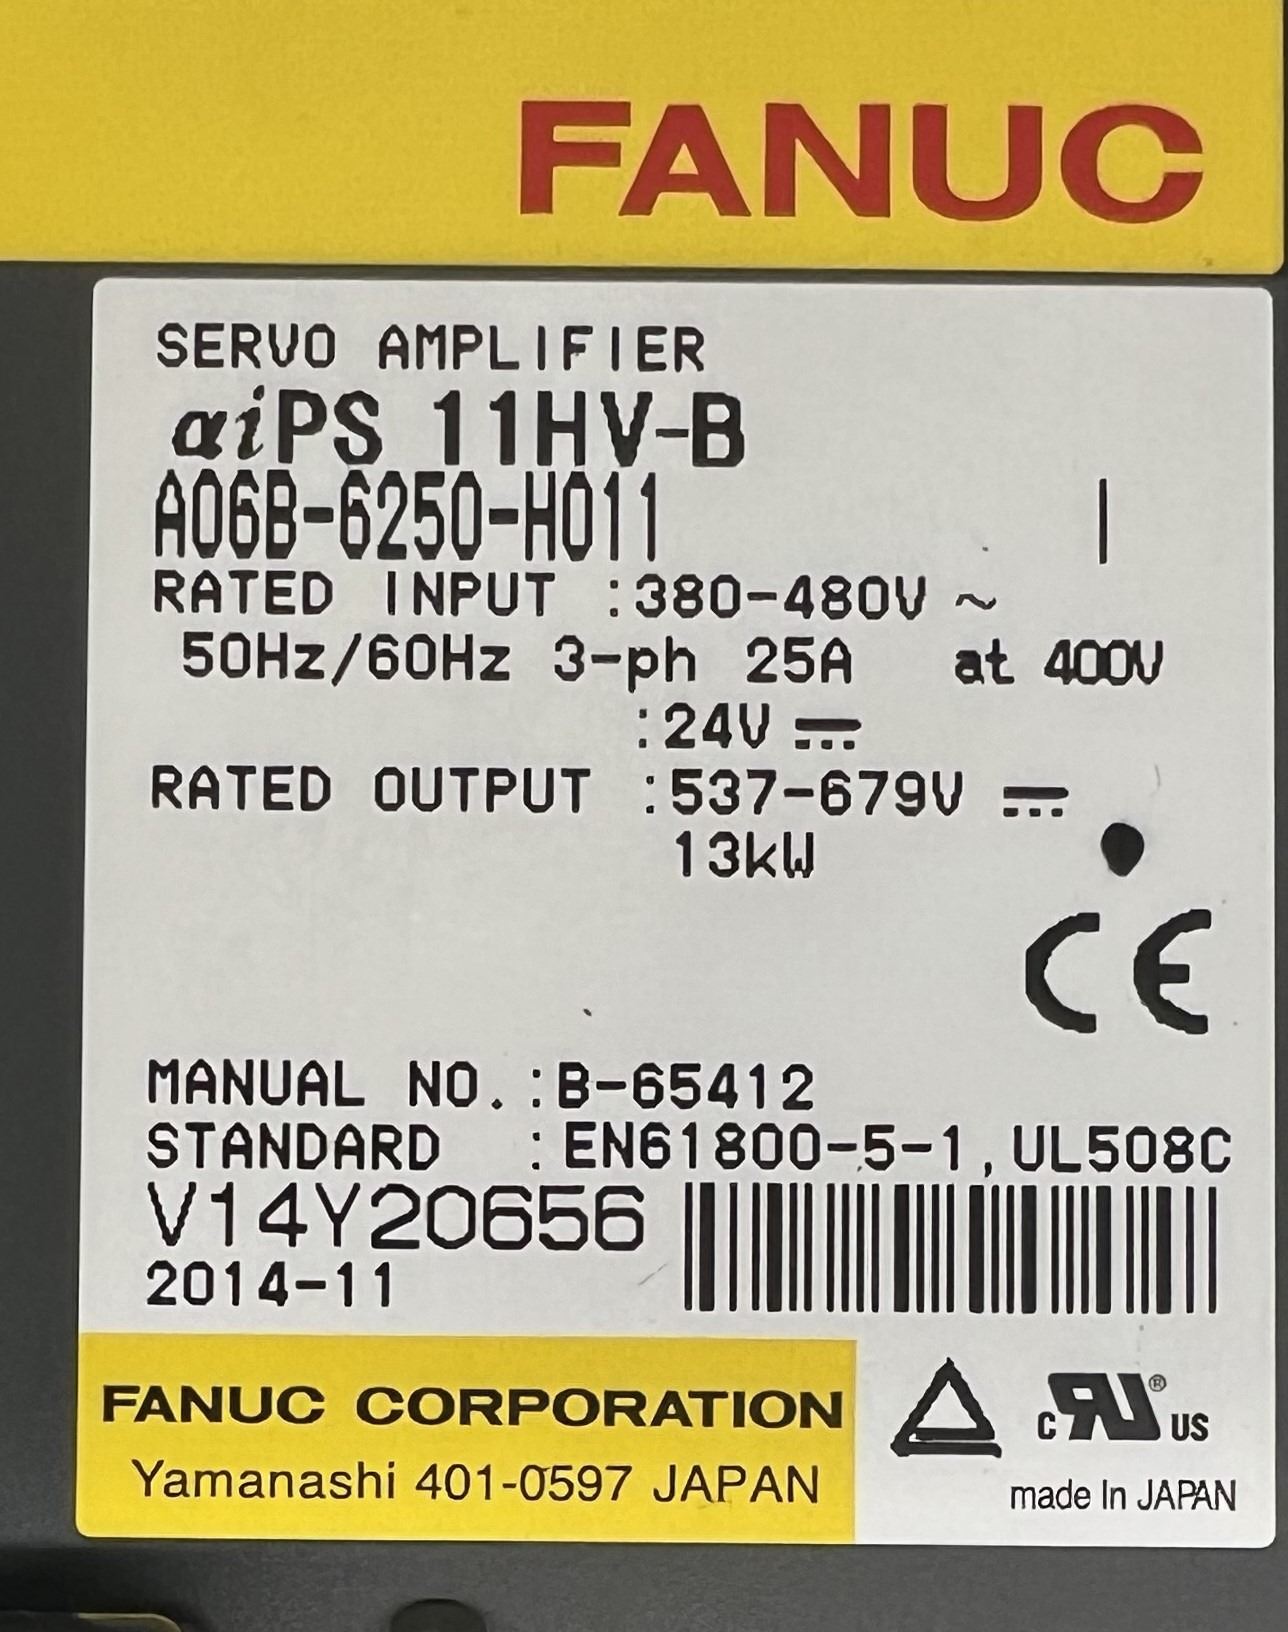 FANUC
SERVO AMPLIFIER
αiPS 11HV-B
A06B-6250-H011
RATED INPUT :380-480V ~
50Hz/60Hz 3-ph 25A at 400V
:24V ⎓
RATED OUTPUT :537-679V ⎓
13kW
CE
MANUAL NO.:B-65412
STANDARD :EN61800-5-1,UL508C
V14Y20656
2014-11
FANUC CORPORATION
Yamanashi 401-0597 JAPAN
c RU ® US
made in JAPAN